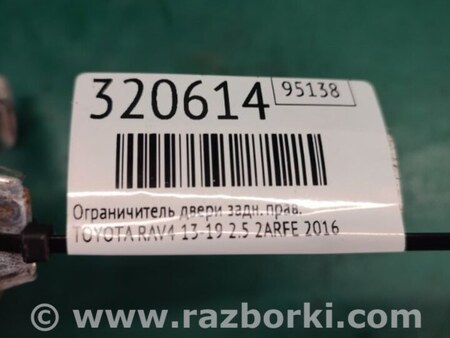 320614
95138
Ограничитель двери задн. прав.
TOYOTA RAV4 13-19 2.5 2ARFE 2016
© www.razborki.com